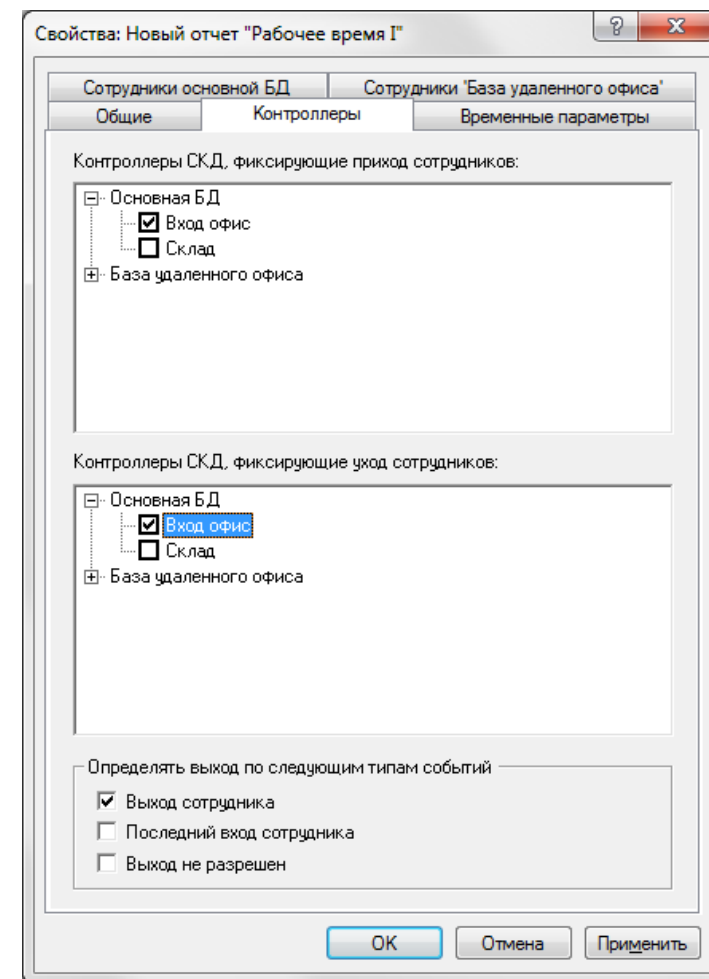 Свойства: Новый отчет "Рабочее время I"
Сотрудники основной БД
Сотрудники 'База удаленного офиса'
Общие
Контроллеры
Временные параметры
Контроллеры СКД, фиксирующие приход сотрудников:
Основная БД
Вход офис
Склад
База удаленного офиса
Контроллеры СКД, фиксирующие уход сотрудников:
Основная БД
Вход офис
Склад
База удаленного офиса
Определять выход по следующим типам событий
Выход сотрудника
Последний вход сотрудника
Выход не разрешен
OK
Отмена
Применить